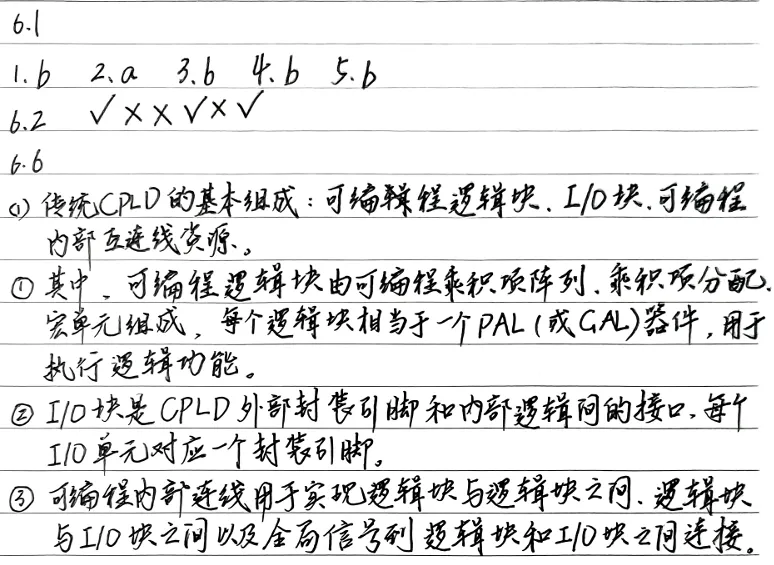 6.1
1.b 2.a 3.b 4.b 5.b
6.2 ✓××✓×✓
6.6
(1) 传统CPLD的基本组成：可编程逻辑块、I/O块、可编程
内部互连线资源。
① 其中，可编程逻辑块由可编程乘积项阵列、乘积项分配、
宏单元组成，每个逻辑块相当于一个PAL(或GAL)器件，用于
执行逻辑功能。
② I/O块是CPLD外部封装引脚和内部逻辑间的接口，每个
I/O单元对应一个封装引脚。
③ 可编程内部连线用于实现逻辑块与逻辑块之间、逻辑块
与I/O块之间以及全局信号到逻辑块和I/O块之间连接。